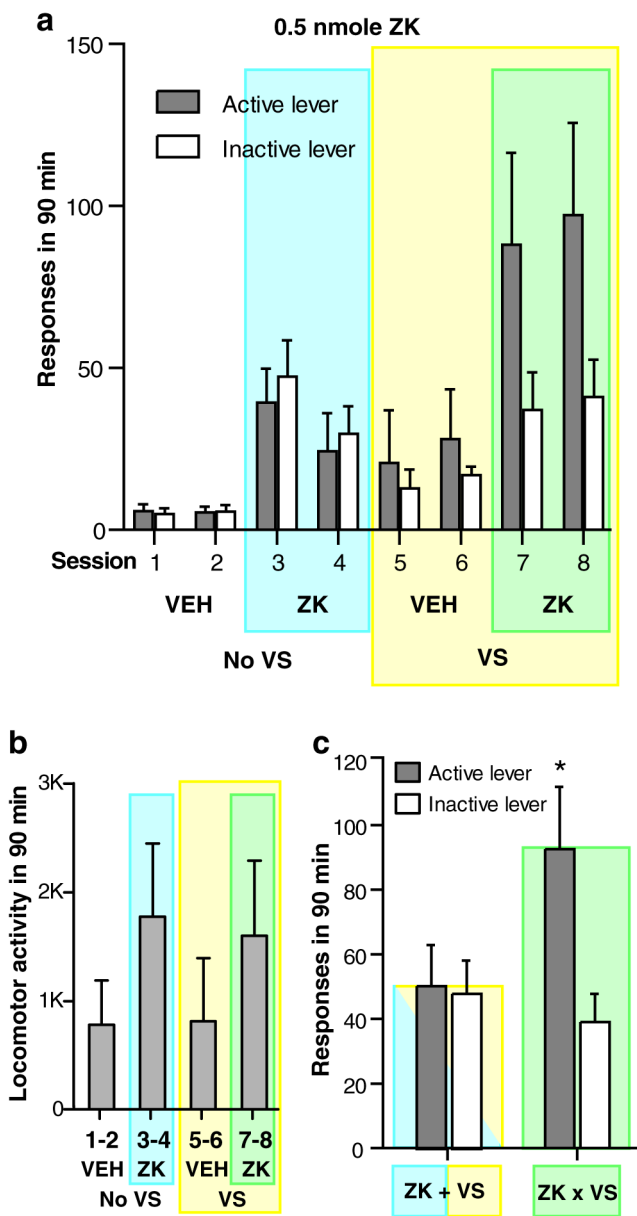 a
0.5 nmole ZK
150
100
50
0
Responses in 90 min
Active lever
Inactive lever
Session 1 2 3 4 5 6 7 8
VEH ZK VEH ZK
No VS VS
b
3K
2K
1K
0
Locomotor activity in 90 min
1-2 3-4 5-6 7-8
VEH ZK VEH ZK
No VS VS
c
120
100
80
60
40
20
0
Responses in 90 min
Active lever
Inactive lever
*
ZK + VS ZK x VS